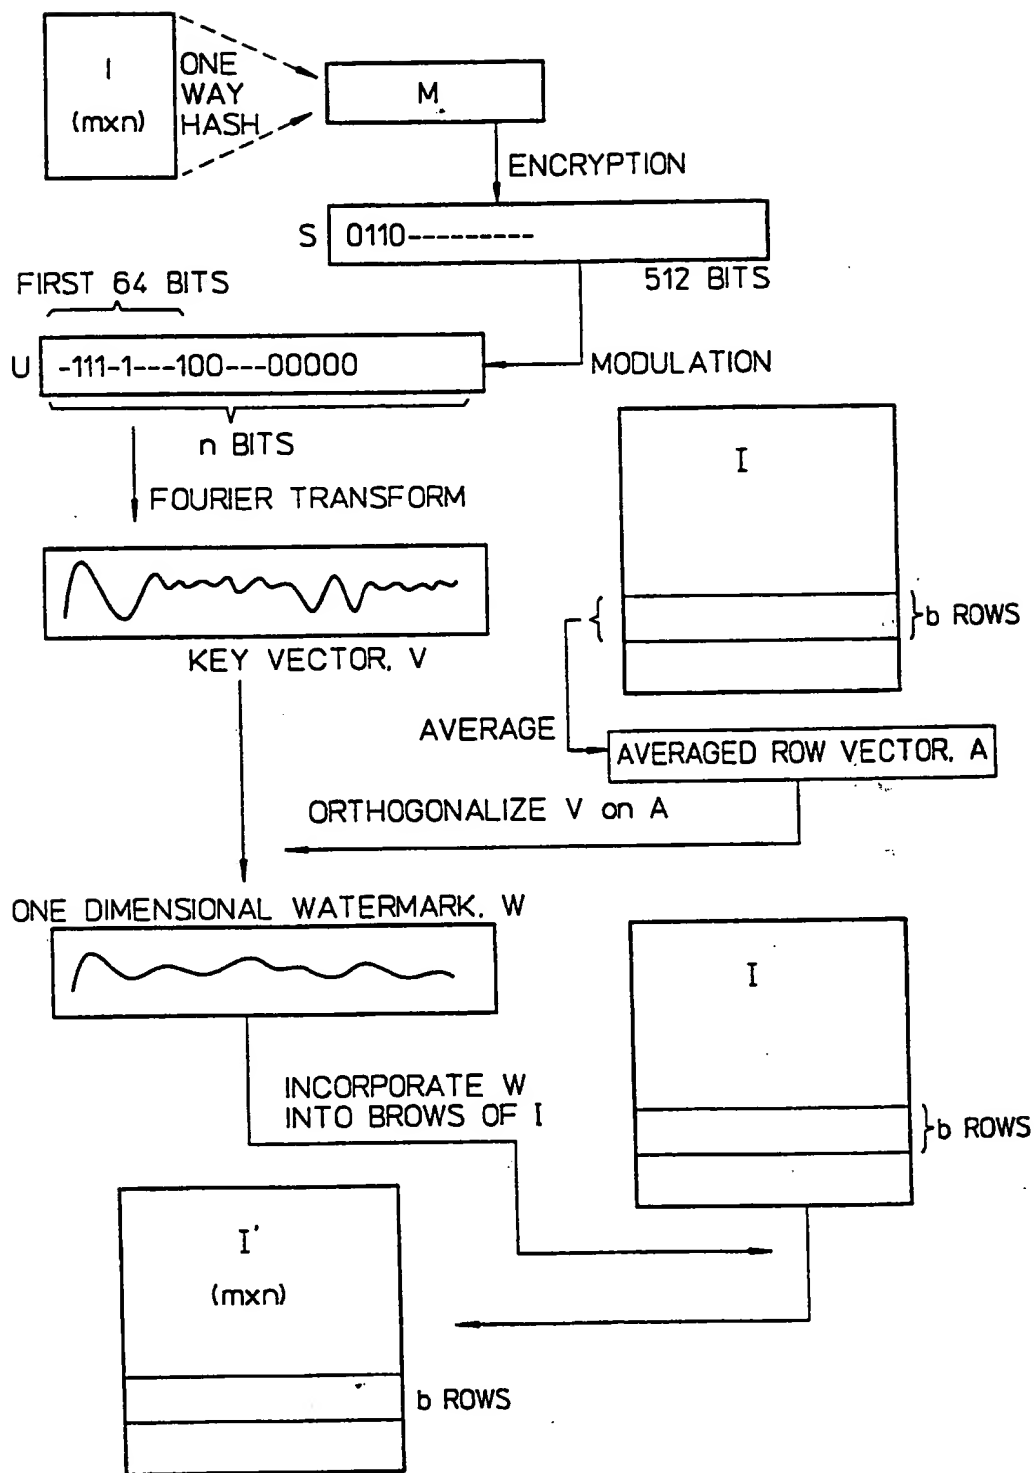 I
(mxn)
ONE
WAY
HASH
M
ENCRYPTION
S
0110---------
512 BITS
FIRST 64 BITS
U
-111-1---100---00000
MODULATION
n BITS
FOURIER TRANSFORM
I
b ROWS
KEY VECTOR, V
AVERAGE
AVERAGED ROW VECTOR, A
ORTHOGONALIZE V on A
ONE DIMENSIONAL WATERMARK, W
I
INCORPORATE W
INTO BROWS OF I
b ROWS
I'
(mxn)
b ROWS